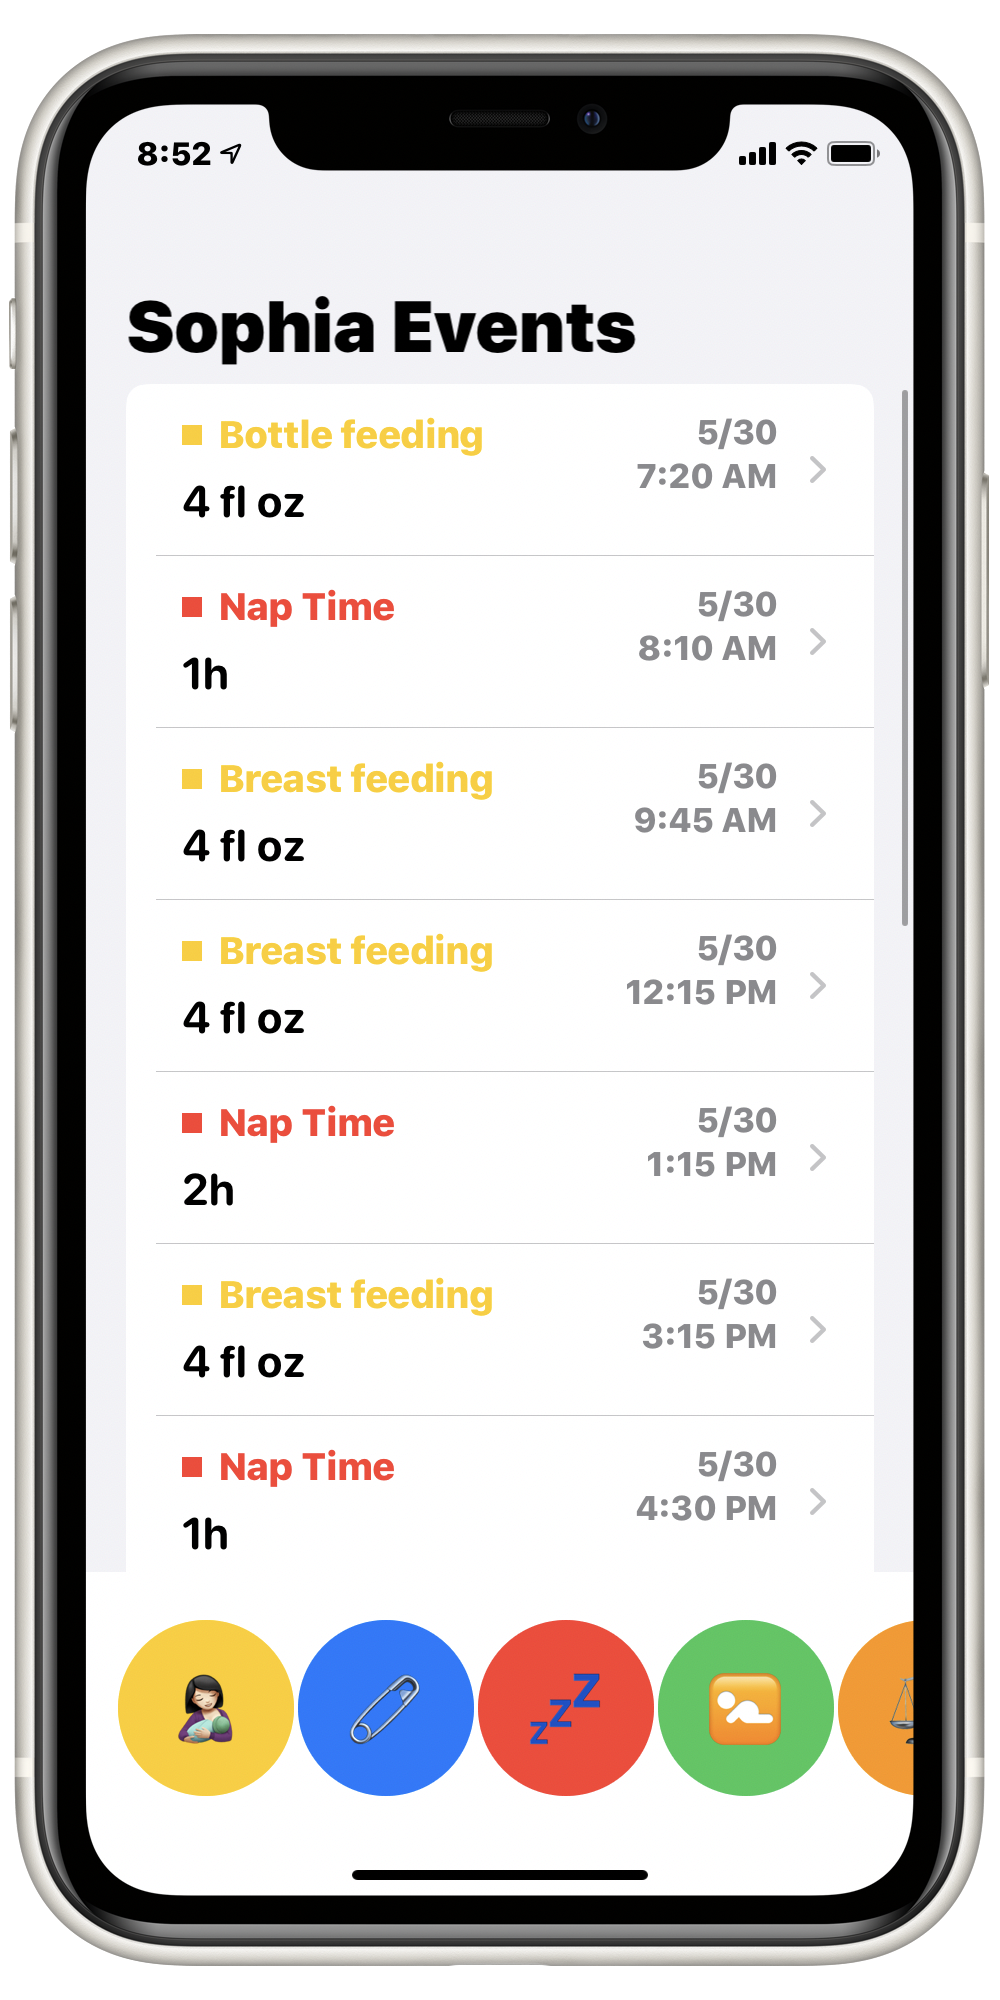 8:52
Sophia Events
Bottle feeding
5/30
7:20 AM
4 fl oz
Nap Time
5/30
8:10 AM
1h
Breast feeding
5/30
9:45 AM
4 fl oz
Breast feeding
5/30
12:15 PM
4 fl oz
Nap Time
5/30
1:15 PM
2h
Breast feeding
5/30
3:15 PM
4 fl oz
Nap Time
5/30
4:30 PM
1h
zzZ